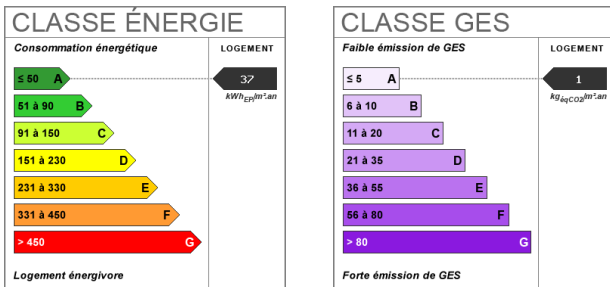 CLASSE ÉNERGIE
Consommation énergétique
LOGEMENT
≤ 50 A
37
kWhEP/m².an
51 à 90 B
91 à 150 C
151 à 230 D
231 à 330 E
331 à 450 F
> 450 G
Logement énergivore
CLASSE GES
Faible émission de GES
LOGEMENT
≤ 5 A
1
kgéqCO2/m².an
6 à 10 B
11 à 20 C
21 à 35 D
36 à 55 E
56 à 80 F
> 80 G
Forte émission de GES